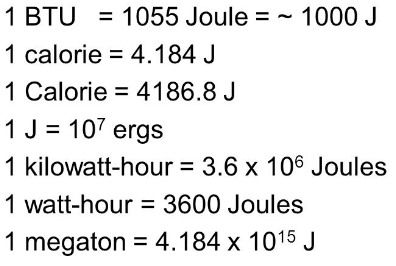 1 BTU   = 1055 Joule = ~ 1000 J
1 calorie = 4.184 J
1 Calorie = 4186.8 J
1 J = 10⁷ ergs
1 kilowatt-hour = 3.6 x 10⁶ Joules
1 watt-hour = 3600 Joules
1 megaton = 4.184 x 10¹⁵ J